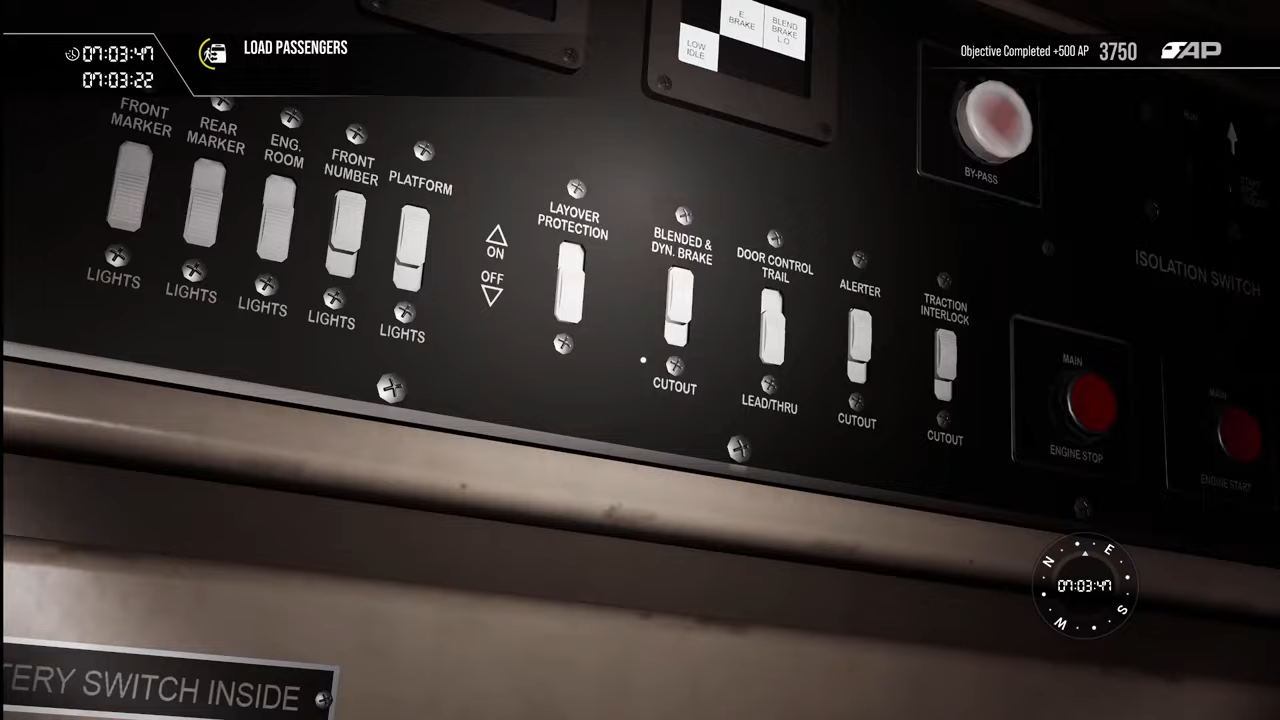 07:03:47
07:03:22
LOAD PASSENGERS
Objective Completed +500 AP 3750 AP
E
BRAKE
BLEND
BRAKE
L.O
LOW
IDLE
FRONT
MARKER
LIGHTS
REAR
MARKER
LIGHTS
ENG.
ROOM
LIGHTS
FRONT
NUMBER
LIGHTS
PLATFORM
LIGHTS
ON
OFF
LAYOVER
PROTECTION
BLENDED &
DYN. BRAKE
CUTOUT
DOOR CONTROL
TRAIL
LEAD/THRU
ALERTER
CUTOUT
TRACTION
INTERLOCK
CUTOUT
BY-PASS
ISOLATION SWITCH
MAIN
ENGINE STOP
MAIN
ENGINE START
N
E
S
W
07:03:47
TERY SWITCH INSIDE